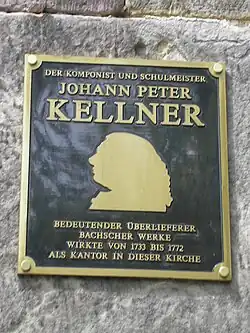 DER KOMPONIST UND SCHULMEISTER
JOHANN PETER
KELLNER
BEDEUTENDER ÜBERLIEFERER
BACHSCHER WERKE
WIRKTE VON 1733 BIS 1772
ALS KANTOR IN DIESER KIRCHE